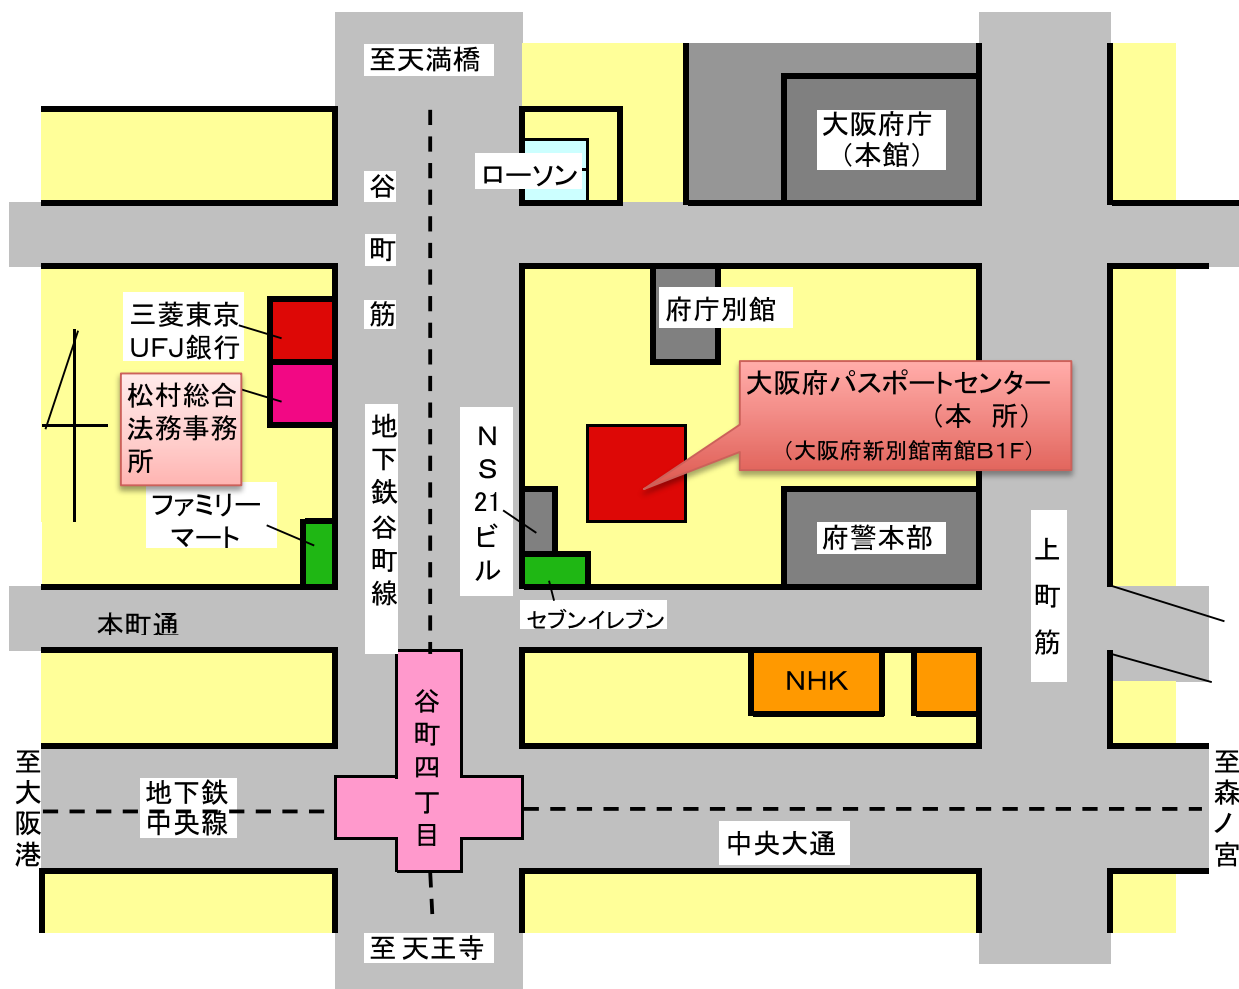 至天満橋
大阪府庁
（本館）
ローソン
谷町筋
三菱東京
UFJ銀行
府庁別館
松村総合
法務事務
所
大阪府パスポートセンター
（本　所）
（大阪府新別館南館B1F）
地下鉄谷町線
NS21ビル
ファミリー
マート
府警本部
上町筋
本町通
セブンイレブン
NHK
谷町四丁目
至大阪港
地下鉄
中央線
中央大通
至森ノ宮
至天王寺